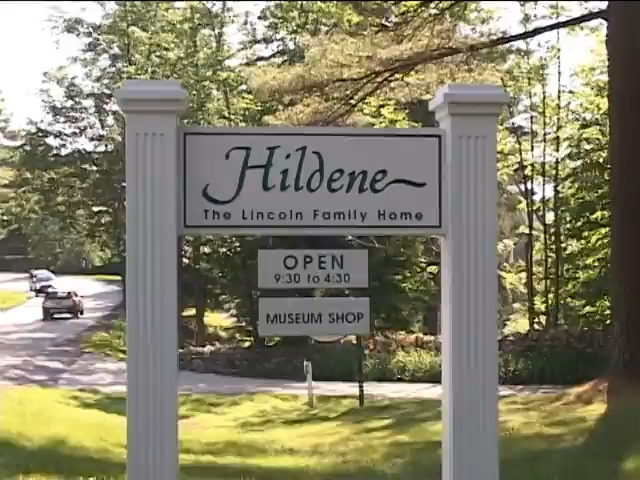 Hildene
The Lincoln Family Home
OPEN
9:30 to 4:30
MUSEUM SHOP